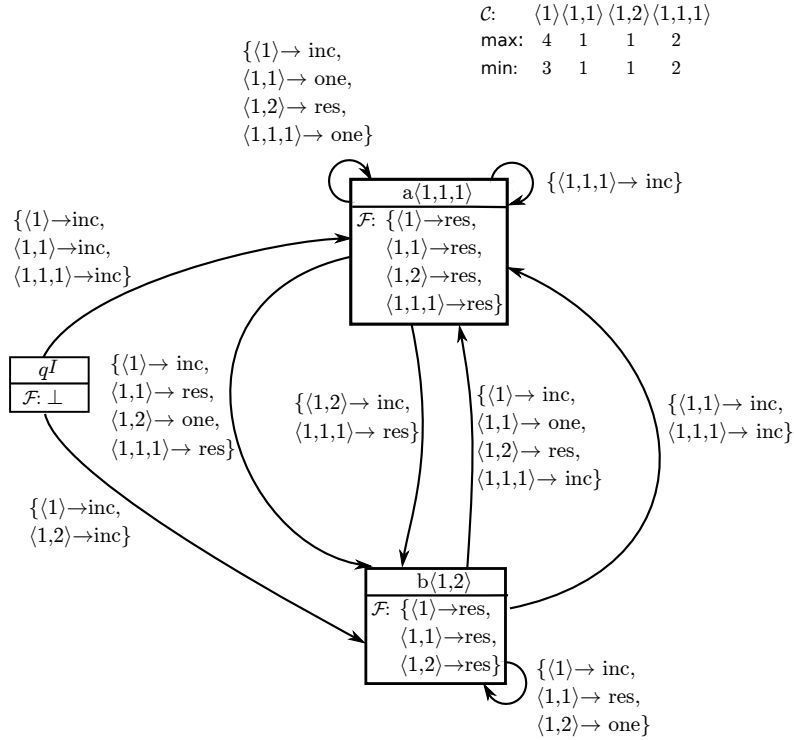 𝒞: ⟨1⟩⟨1,1⟩⟨1,2⟩⟨1,1,1⟩
max: 4 1 1 2
min: 3 1 1 2
{⟨1⟩→ inc,
⟨1,1⟩→ one,
⟨1,2⟩→ res,
⟨1,1,1⟩→ one}
{⟨1,1,1⟩→ inc}
a⟨1,1,1⟩
ℱ: {⟨1⟩→res,
⟨1,1⟩→res,
⟨1,2⟩→res,
⟨1,1,1⟩→res}
{⟨1⟩→inc,
⟨1,1⟩→inc,
⟨1,1,1⟩→inc}
qI
ℱ: ⊥
{⟨1⟩→ inc,
⟨1,1⟩→ res,
⟨1,2⟩→ one,
⟨1,1,1⟩→ res}
{⟨1,2⟩→ inc,
⟨1,1,1⟩→ res}
{⟨1⟩→ inc,
⟨1,1⟩→ one,
⟨1,2⟩→ res,
⟨1,1,1⟩→ inc}
{⟨1,1⟩→ inc,
⟨1,1,1⟩→ inc}
{⟨1⟩→inc,
⟨1,2⟩→inc}
b⟨1,2⟩
ℱ: {⟨1⟩→res,
⟨1,1⟩→res,
⟨1,2⟩→res}
{⟨1⟩→ inc,
⟨1,1⟩→ res,
⟨1,2⟩→ one}